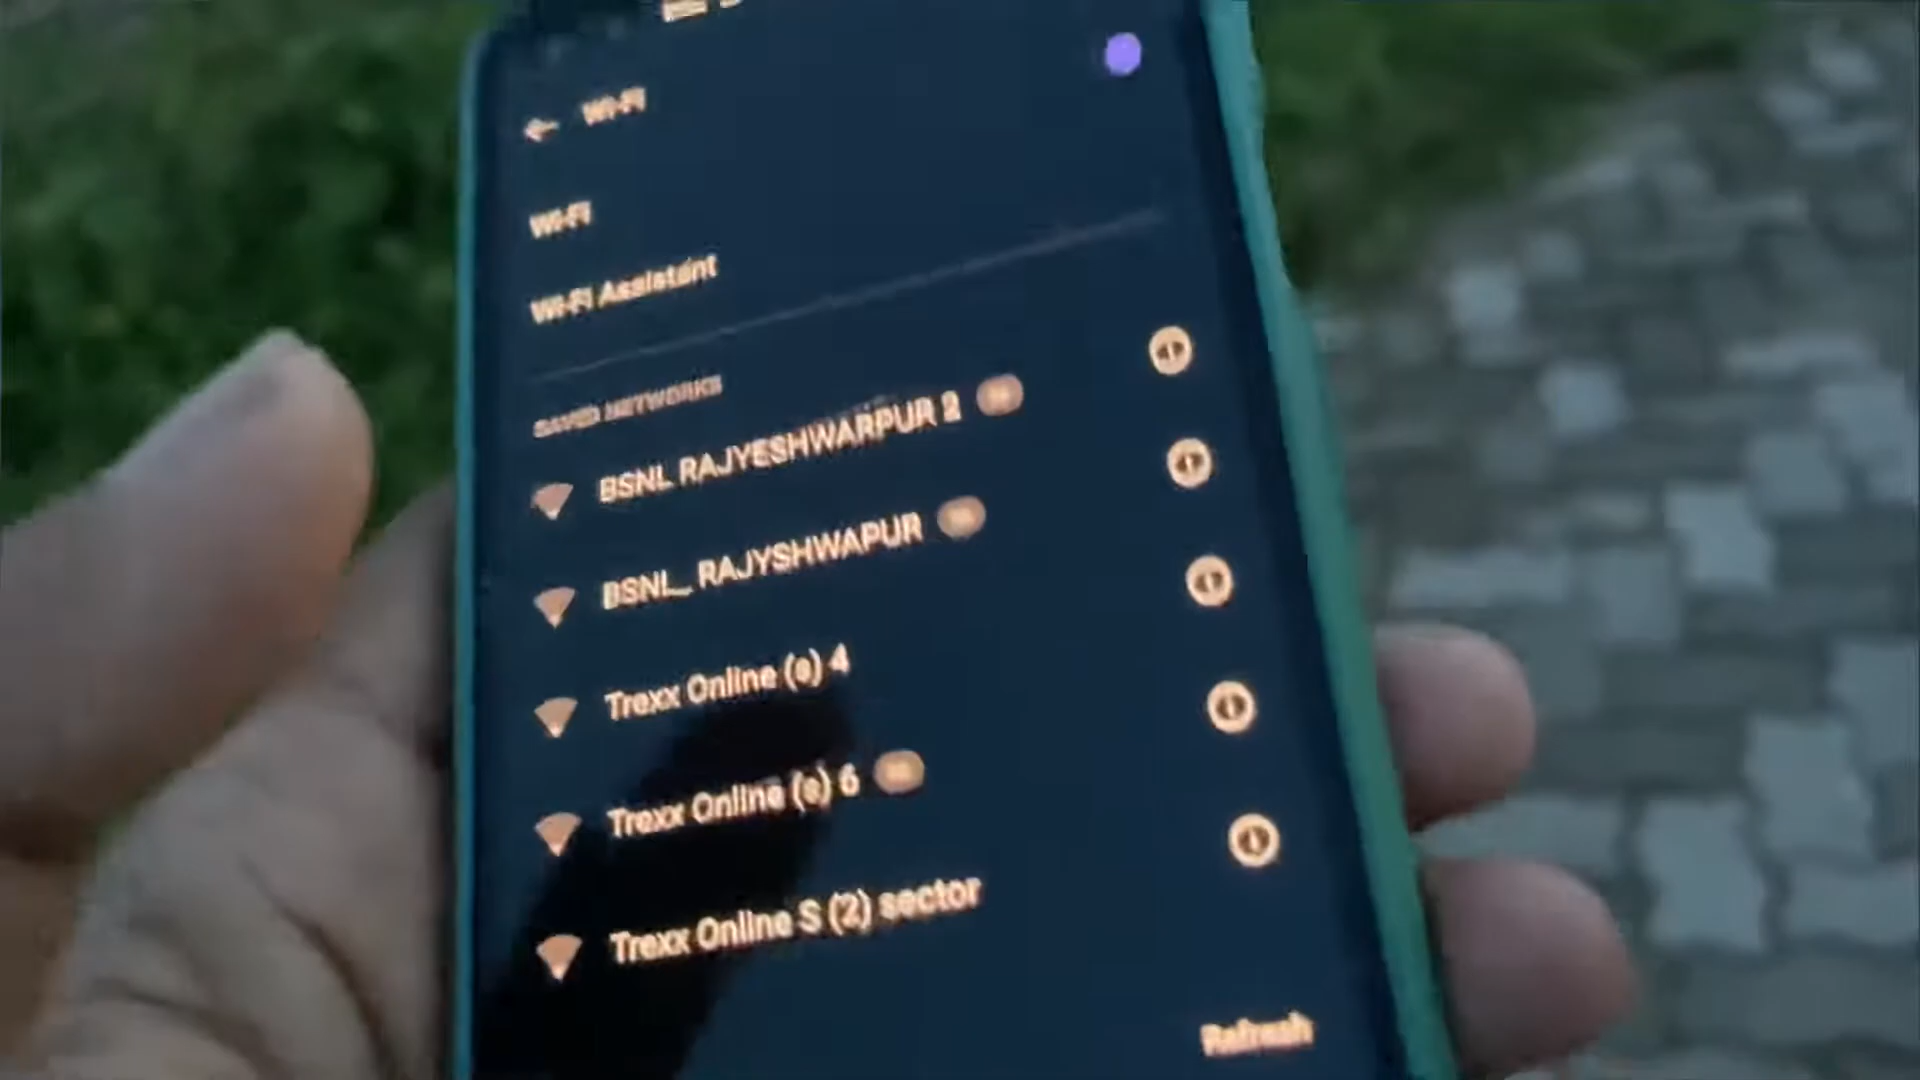 Wi-Fi
Wi-Fi
Wi-Fi Assistant
SAVED NETWORKS
BSNL RAJYESHWARPUR 2
BSNL_ RAJYSHWAPUR
Trexx Online (s) 4
Trexx Online (s) 6
Trexx Online S (2) sector
Refresh